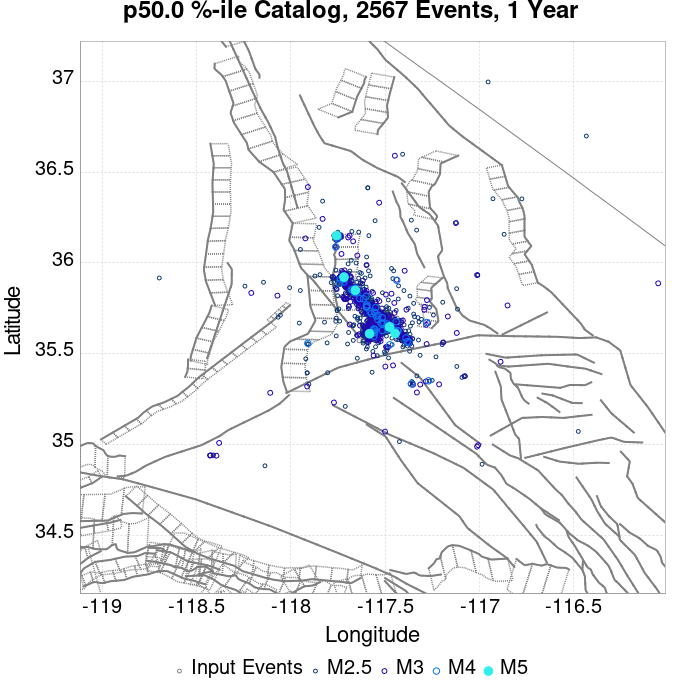 p50.0 %-ile Catalog, 2567 Events, 1 Year
37
36.5
36
35.5
35
34.5
Latitude
-119
-118.5
-118
-117.5
-117
-116.5
Longitude
Input Events
M2.5
M3
M4
M5